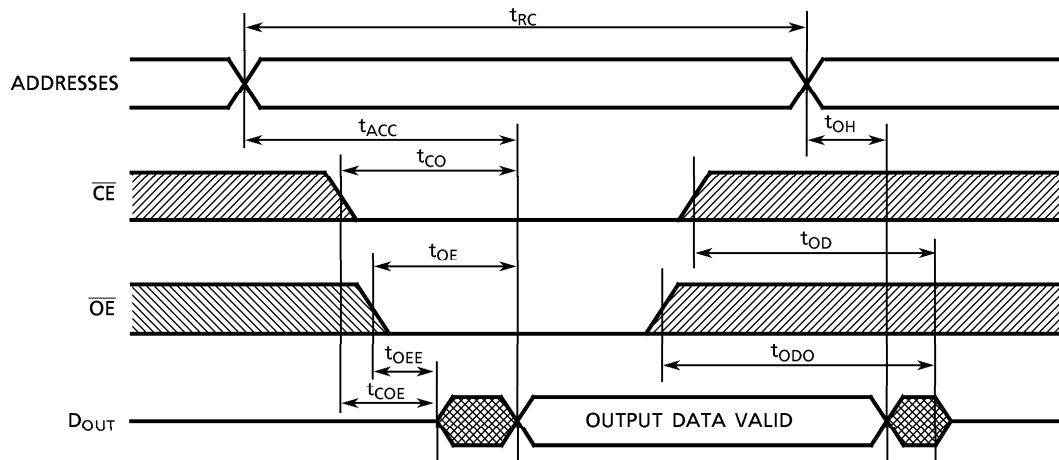 tRC
ADDRESSES
tACC
tOH
tCO
CE
tOD
tOE
OE
tOEE
tODO
tCOE
DOUT
OUTPUT DATA VALID